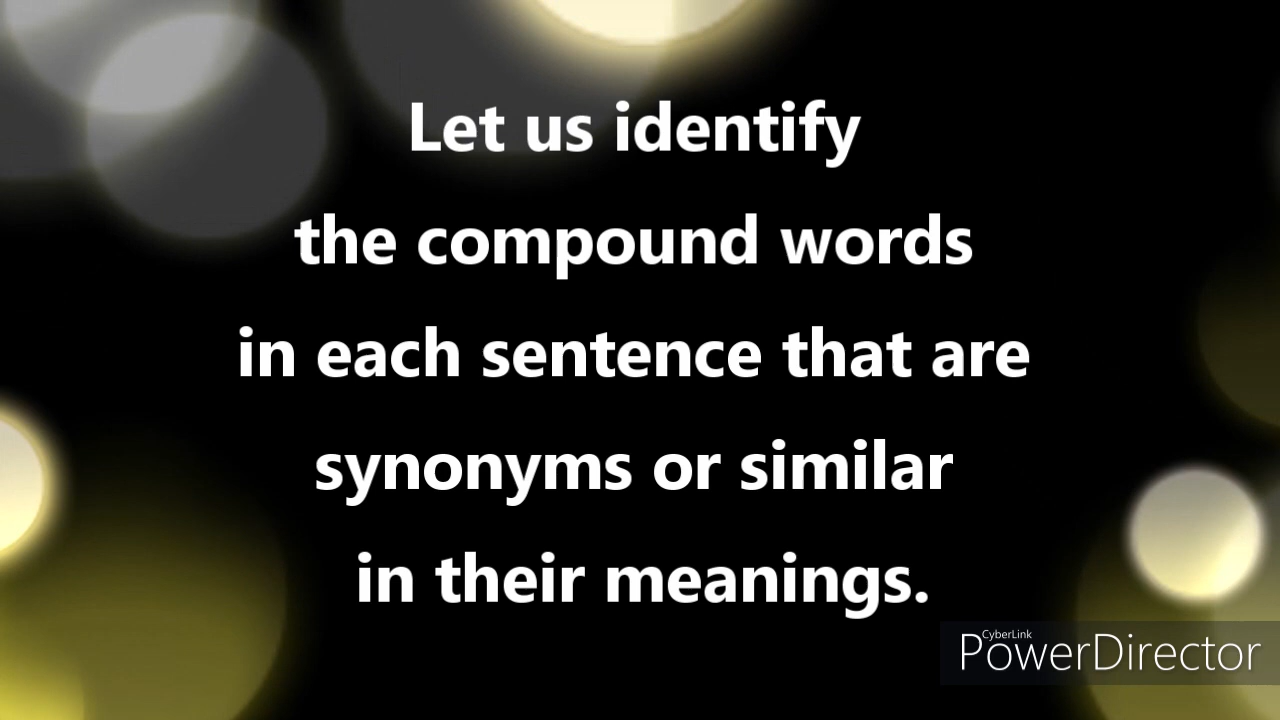 Let us identify
the compound words
in each sentence that are
synonyms or similar
in their meanings.
CyberLink
PowerDirector